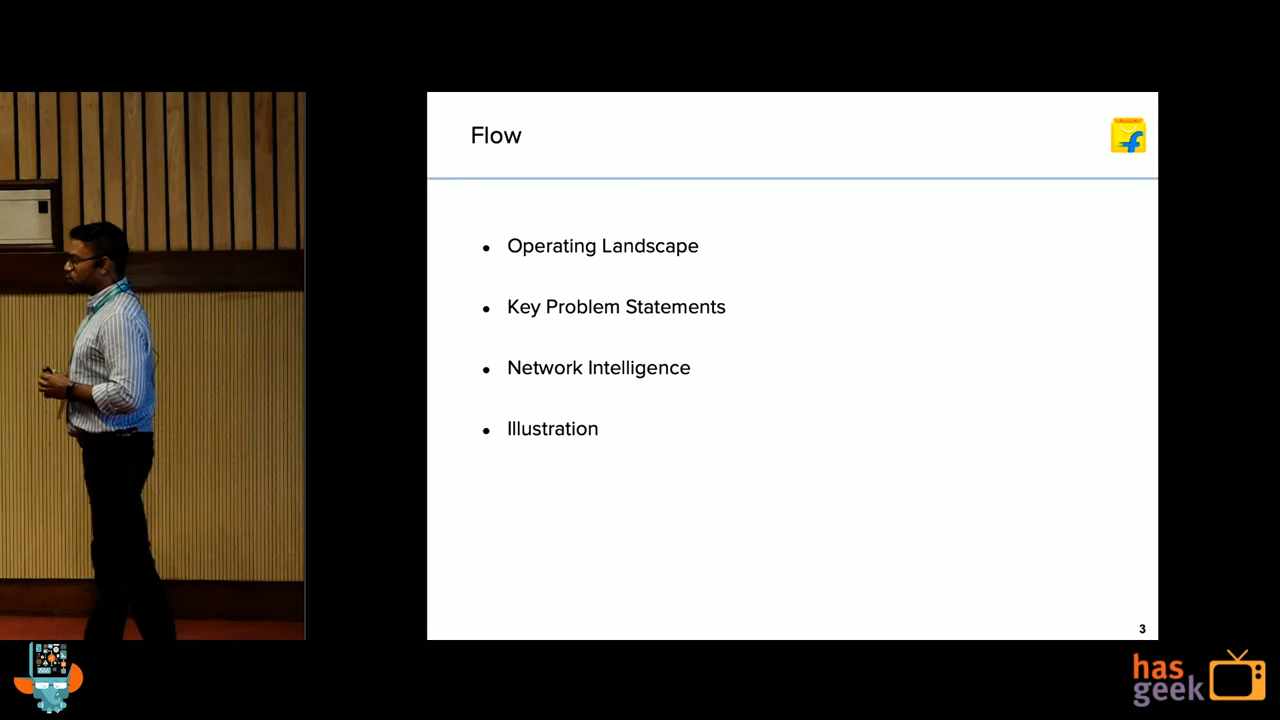 Flow
f
• Operating Landscape
• Key Problem Statements
• Network Intelligence
• Illustration
3
has
geek